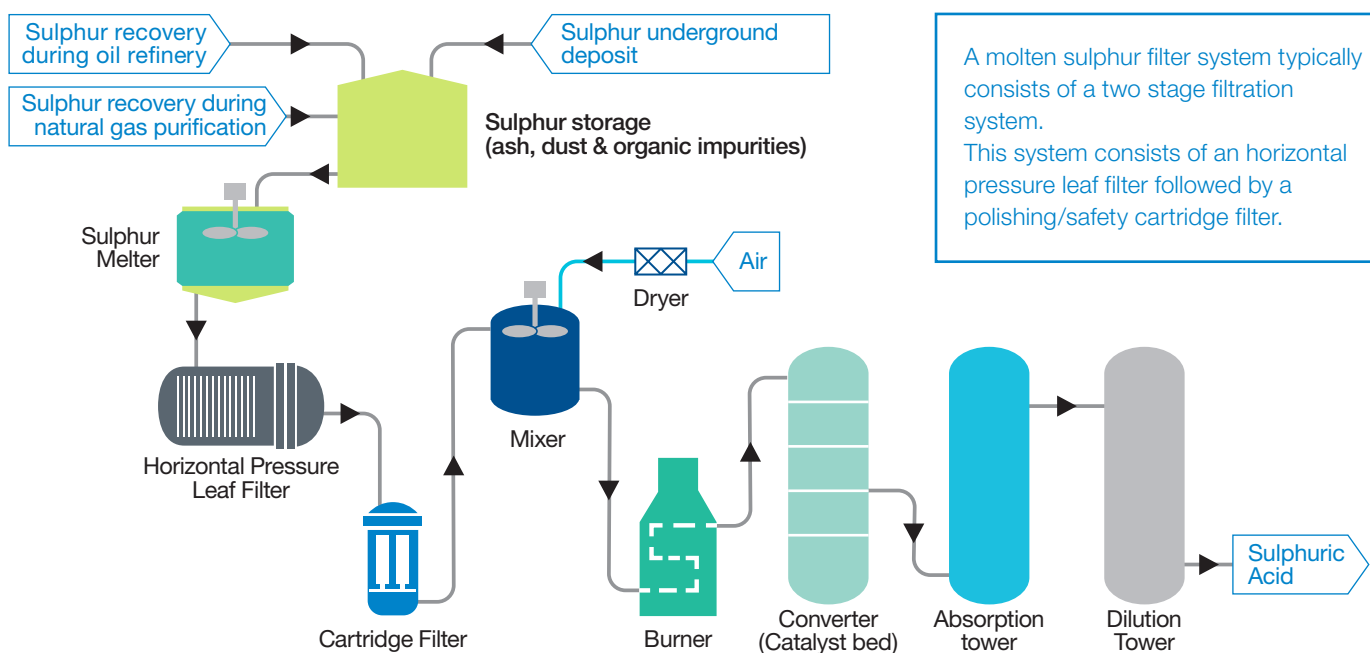 Sulphur recovery
during oil refinery
Sulphur underground
deposit
Sulphur recovery during
natural gas purification
Sulphur storage
(ash, dust & organic impurities)
A molten sulphur filter system typically
consists of a two stage filtration
system.
This system consists of an horizontal
pressure leaf filter followed by a
polishing/safety cartridge filter.
Sulphur
Melter
Air
Dryer
Mixer
Horizontal Pressure
Leaf Filter
Cartridge Filter
Burner
Converter
(Catalyst bed)
Absorption
tower
Dilution
Tower
Sulphuric
Acid